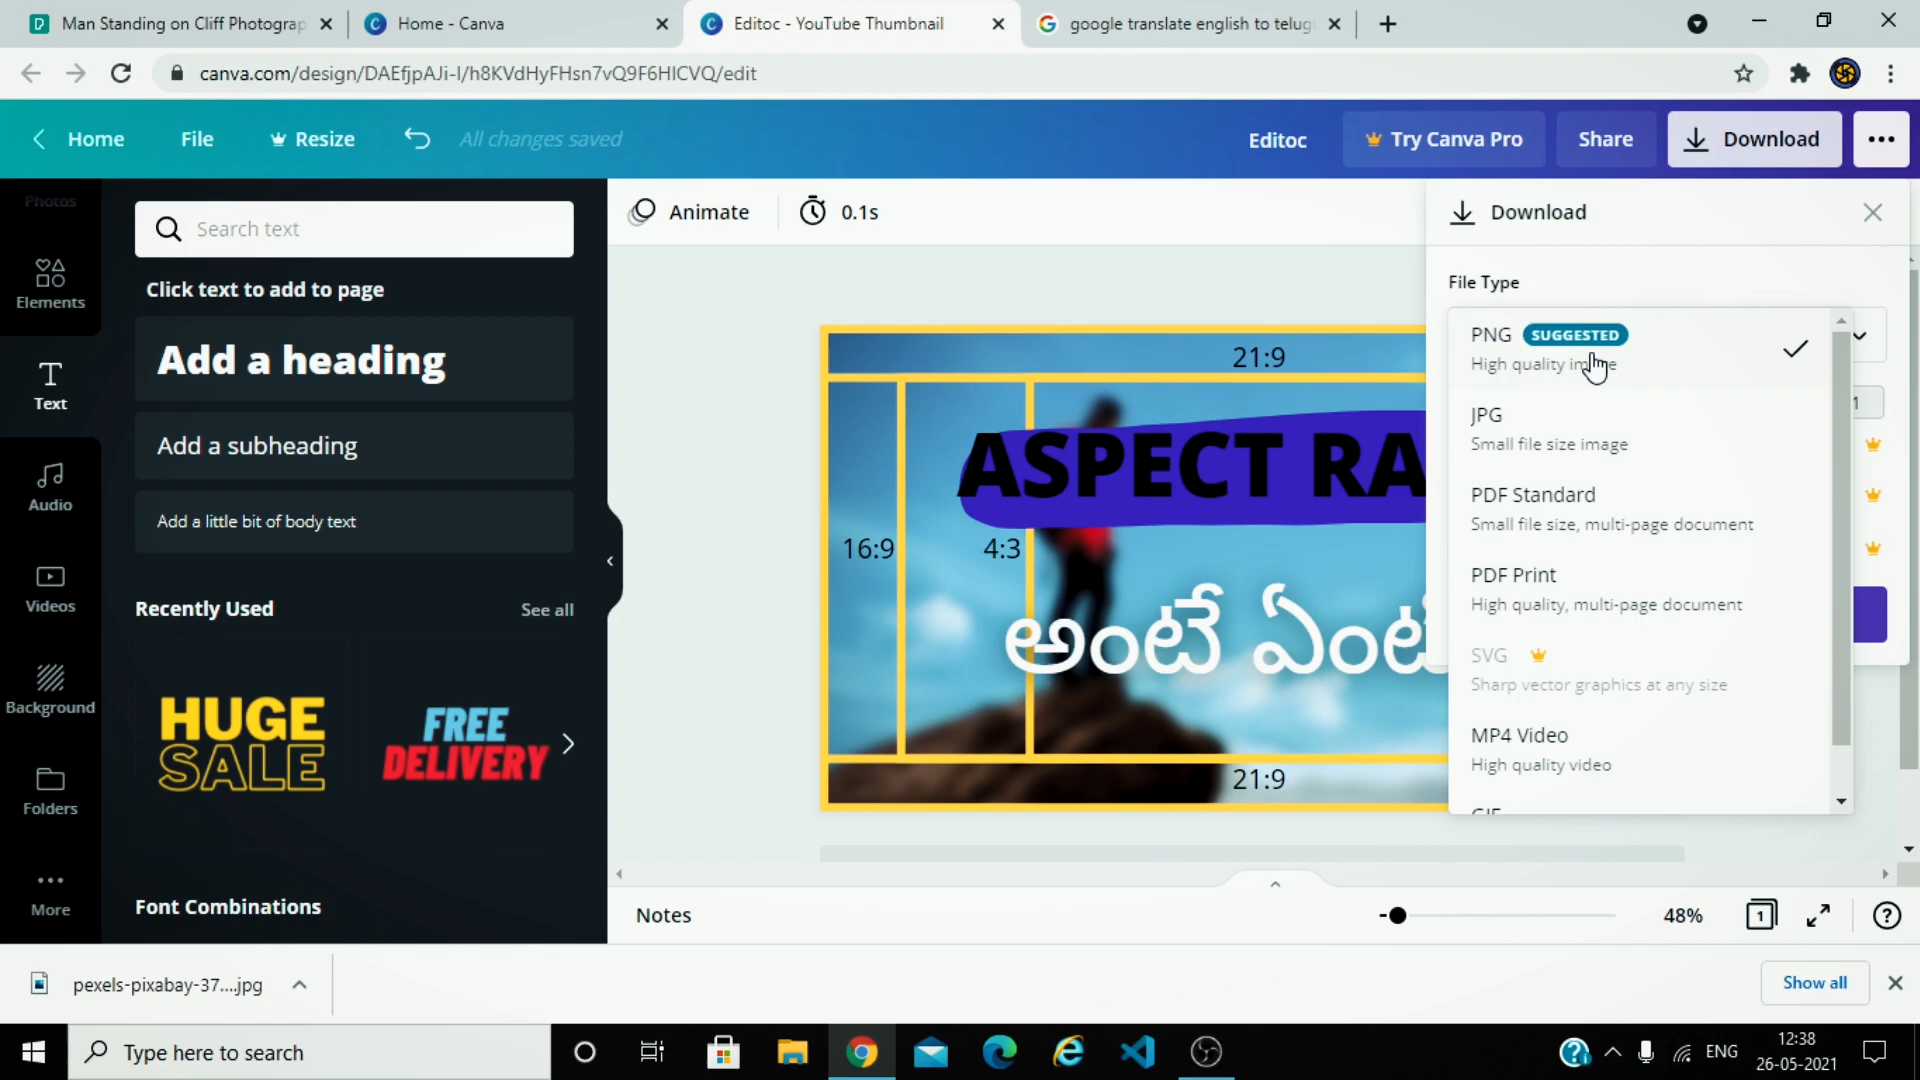 Man Standing on Cliff Photograp
Home - Canva
Editoc - YouTube Thumbnail
google translate english to telug
canva.com/design/DAEfjpAJi-I/h8KVdHyFHsn7vQ9F6HICVQ/edit
Home
File
Resize
All changes saved
Editoc
Try Canva Pro
Share
Download
Photos
Elements
Text
Audio
Videos
Background
Folders
More
Search text
Click text to add to page
Add a heading
Add a subheading
Add a little bit of body text
Recently Used
See all
HUGE
SALE
FREE
DELIVERY
Font Combinations
Animate
0.1s
21:9
ASPECT RA
16:9
4:3
అంటే ఏంటి
21:9
Download
File Type
PNG SUGGESTED
High quality image
JPG
Small file size image
PDF Standard
Small file size, multi-page document
PDF Print
High quality, multi-page document
SVG
Sharp vector graphics at any size
MP4 Video
High quality video
GIF
1
Notes
48%
1
pexels-pixabay-37....jpg
Show all
Type here to search
ENG
12:38
26-05-2021